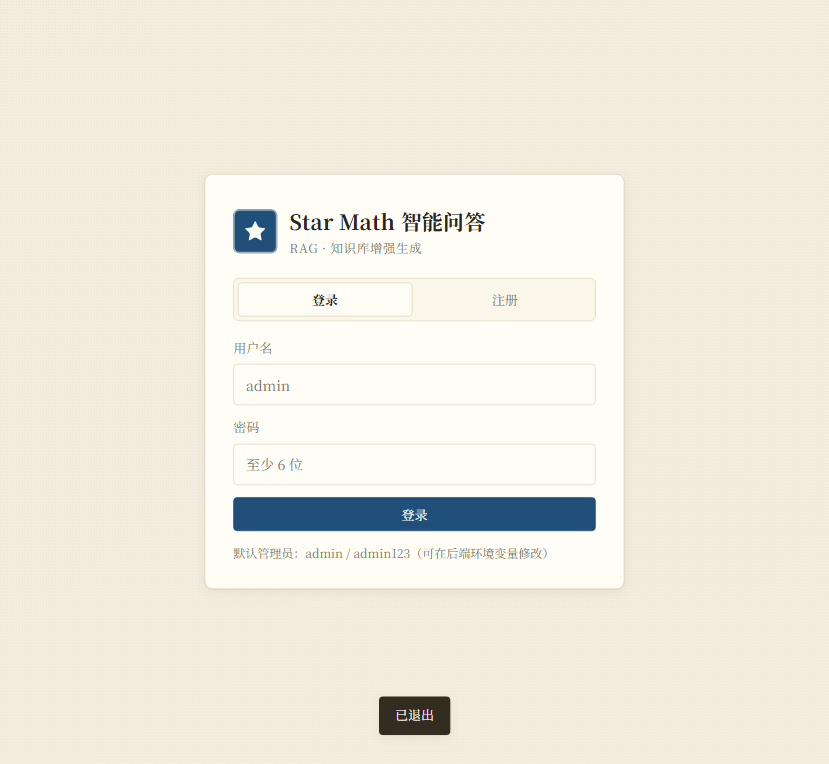 Star Math 智能问答
RAG · 知识库增强生成
登录
注册
用户名
admin
密码
至少 6 位
登录
默认管理员：admin / admin123（可在后端环境变量修改）
已退出